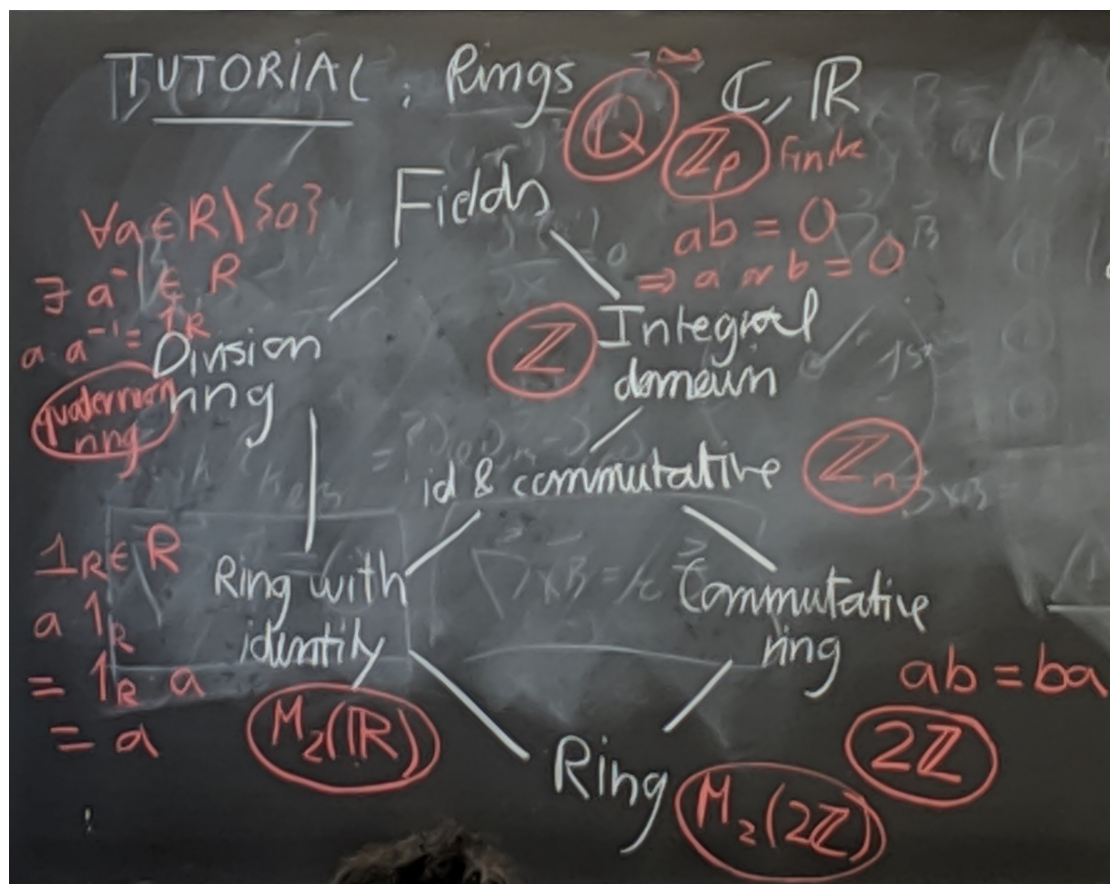 TUTORIAL : Rings
ℚ ℂ, ℝ
ℤp finite
Fields
∀a ∈ R \ {0}
∃ a⁻¹ ∈ R
a·a⁻¹ = 1R
ab = 0
⇒ a or b = 0
Division
ring
quaternion
ring
ℤ
Integral
domain
id & commutative
ℤn
1R ∈ R
a 1R
= 1R a
= a
Ring with
identity
M₂(ℝ)
Commutative
ring
ab = ba
2ℤ
Ring
M₂(2ℤ)